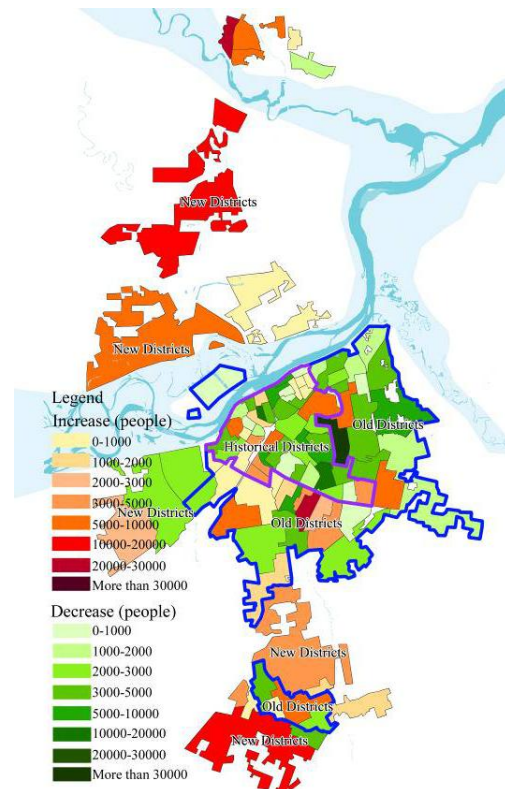 New Districts
New Districts
Legend
Increase (people)
0-1000
1000-2000
2000-3000
3000-5000
5000-10000
10000-20000
20000-30000
More than 30000
Decrease (people)
0-1000
1000-2000
2000-3000
3000-5000
5000-10000
10000-20000
20000-30000
More than 30000
Old Districts
Historical Districts
New Districts
Old Districts
New Districts
Old Districts
New Districts